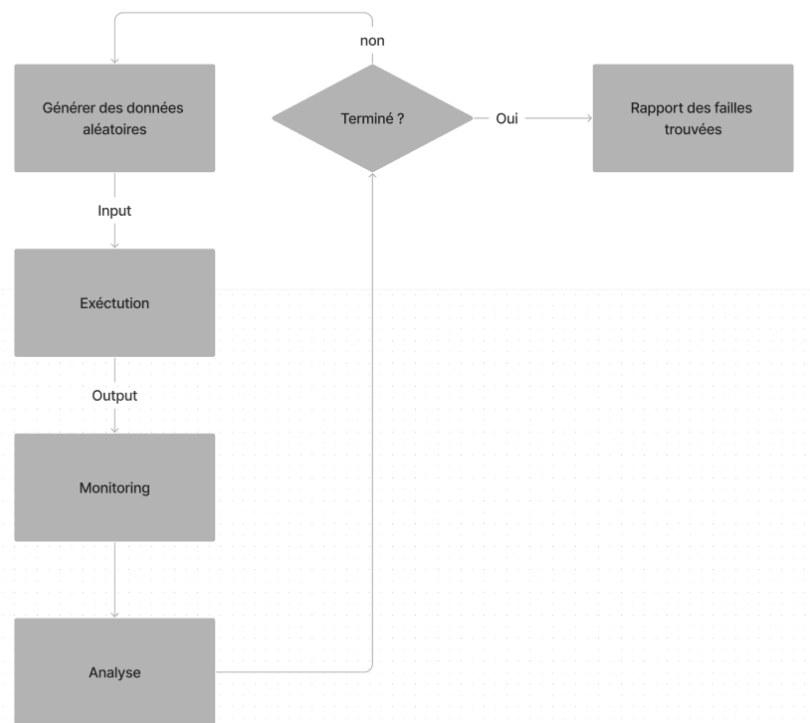 non
Générer des données
aléatoires
Terminé ?
Oui
Rapport des failles
trouvées
Input
Exéctution
Output
Monitoring
Analyse